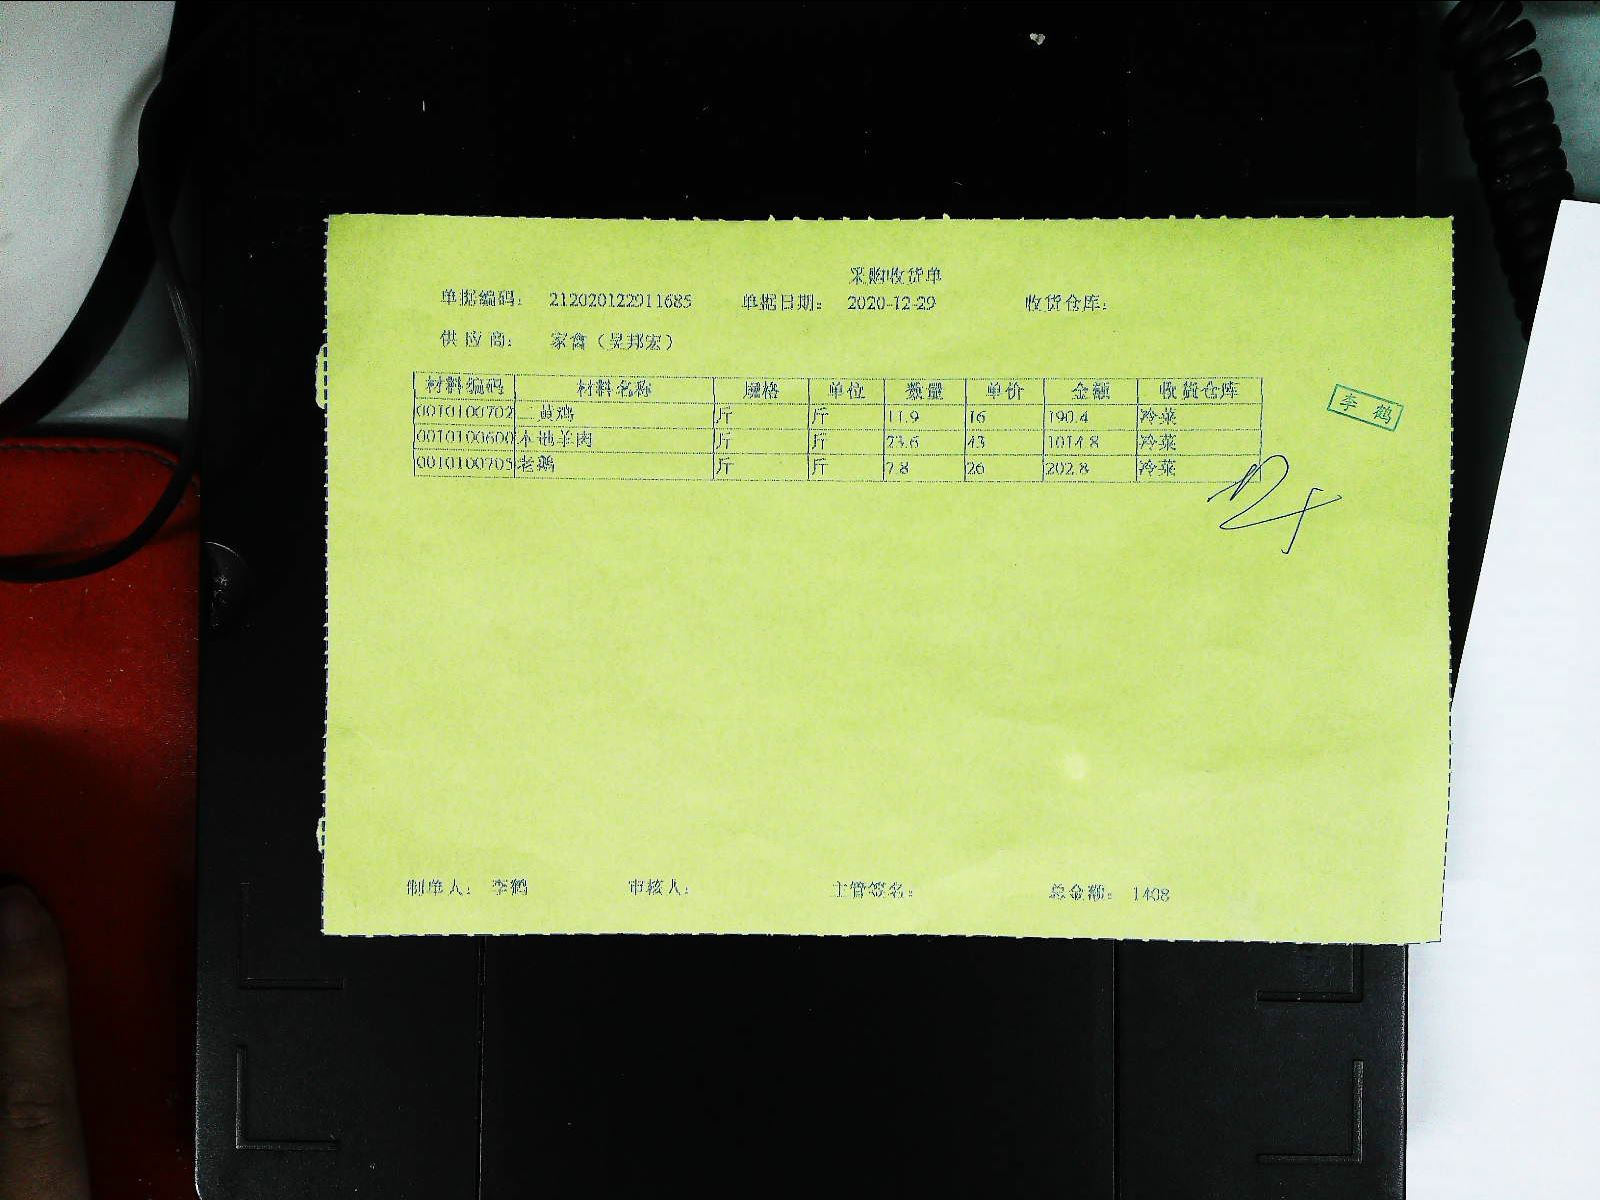 采购收货单
单据编码： 212020122911685 单据日期： 2020-12-29 收货仓库：
供 应 商： 家禽（昊邦宏）
材料编码 材料名称 规格 单位 数量 单价 金额 收货仓库
0010100702 二黄鸡 斤 斤 11.9 16 190.4 冷菜
0010100600 本地羊肉 斤 斤 23.6 43 1014.8 冷菜
0010100705 老鹅 斤 斤 7.8 26 202.8 冷菜
李 鹤
制单人： 李鹤 审核人： 主管签名： 总金额： 1408